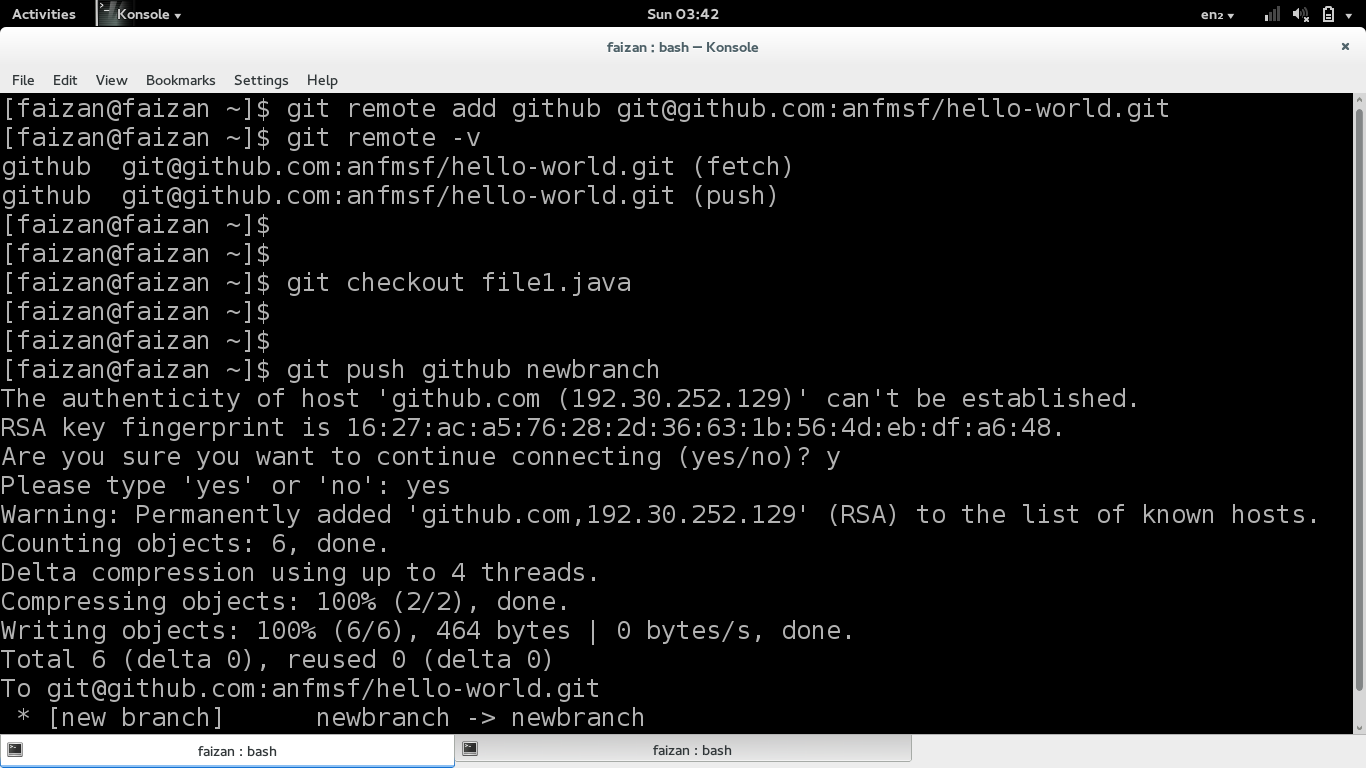 Activities Konsole Sun 03:42 en2
faizan : bash — Konsole
File Edit View Bookmarks Settings Help
[faizan@faizan ~]$ git remote add github git@github.com:anfmsf/hello-world.git
[faizan@faizan ~]$ git remote -v
github  git@github.com:anfmsf/hello-world.git (fetch)
github  git@github.com:anfmsf/hello-world.git (push)
[faizan@faizan ~]$
[faizan@faizan ~]$
[faizan@faizan ~]$ git checkout file1.java
[faizan@faizan ~]$
[faizan@faizan ~]$
[faizan@faizan ~]$ git push github newbranch
The authenticity of host 'github.com (192.30.252.129)' can't be established.
RSA key fingerprint is 16:27:ac:a5:76:28:2d:36:63:1b:56:4d:eb:df:a6:48.
Are you sure you want to continue connecting (yes/no)? y
Please type 'yes' or 'no': yes
Warning: Permanently added 'github.com,192.30.252.129' (RSA) to the list of known hosts.
Counting objects: 6, done.
Delta compression using up to 4 threads.
Compressing objects: 100% (2/2), done.
Writing objects: 100% (6/6), 464 bytes | 0 bytes/s, done.
Total 6 (delta 0), reused 0 (delta 0)
To git@github.com:anfmsf/hello-world.git
 * [new branch]      newbranch -> newbranch
faizan : bash faizan : bash